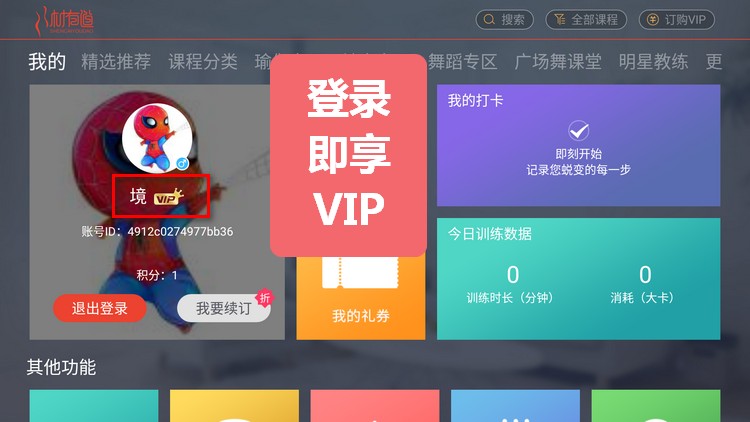 身材有道
搜索
全部课程
订购VIP
我的
精选推荐
课程分类
舞蹈专区
广场舞课堂
明星教练
更
登录
即享
VIP
我的打卡
即刻开始
记录您蜕变的每一步
境 VIP
账号ID：4912c0274977bb36
积分：1
退出登录
我要续订
折
我的礼券
今日训练数据
0
训练时长（分钟）
0
消耗（大卡）
其他功能